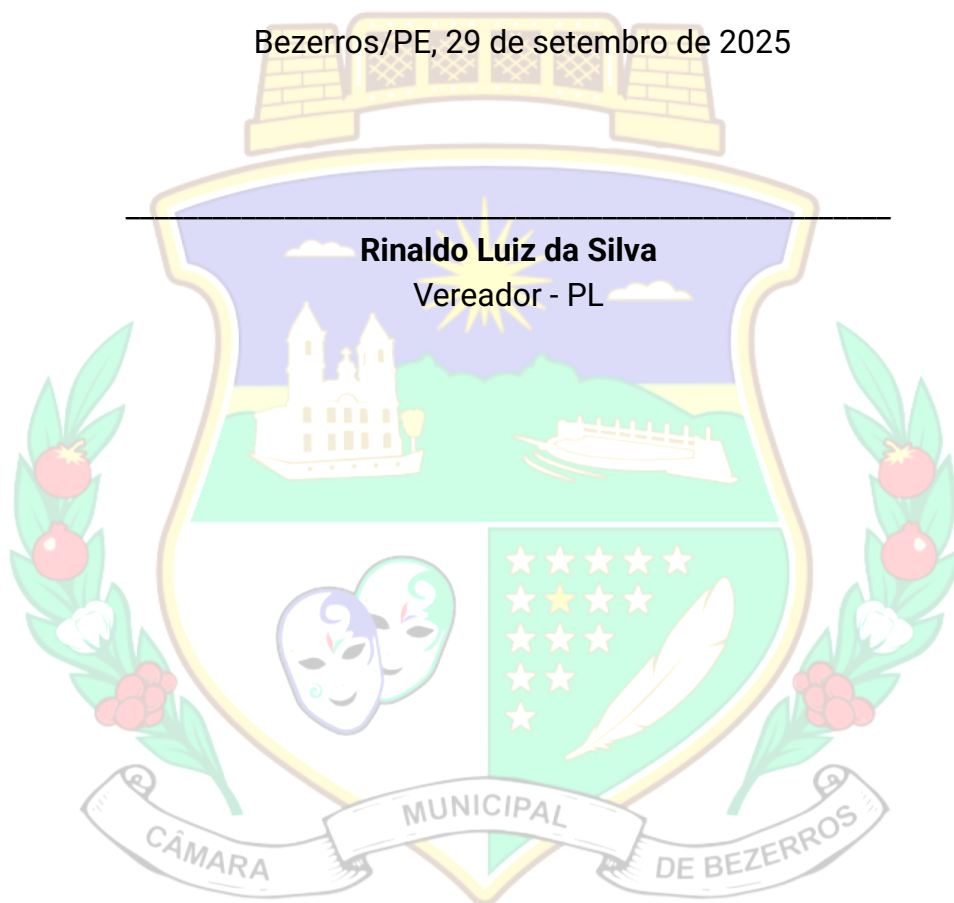 Bezerros/PE, 29 de setembro de 2025
Rinaldo Luiz da Silva
Vereador - PL
CÂMARA MUNICIPAL DE BEZERROS